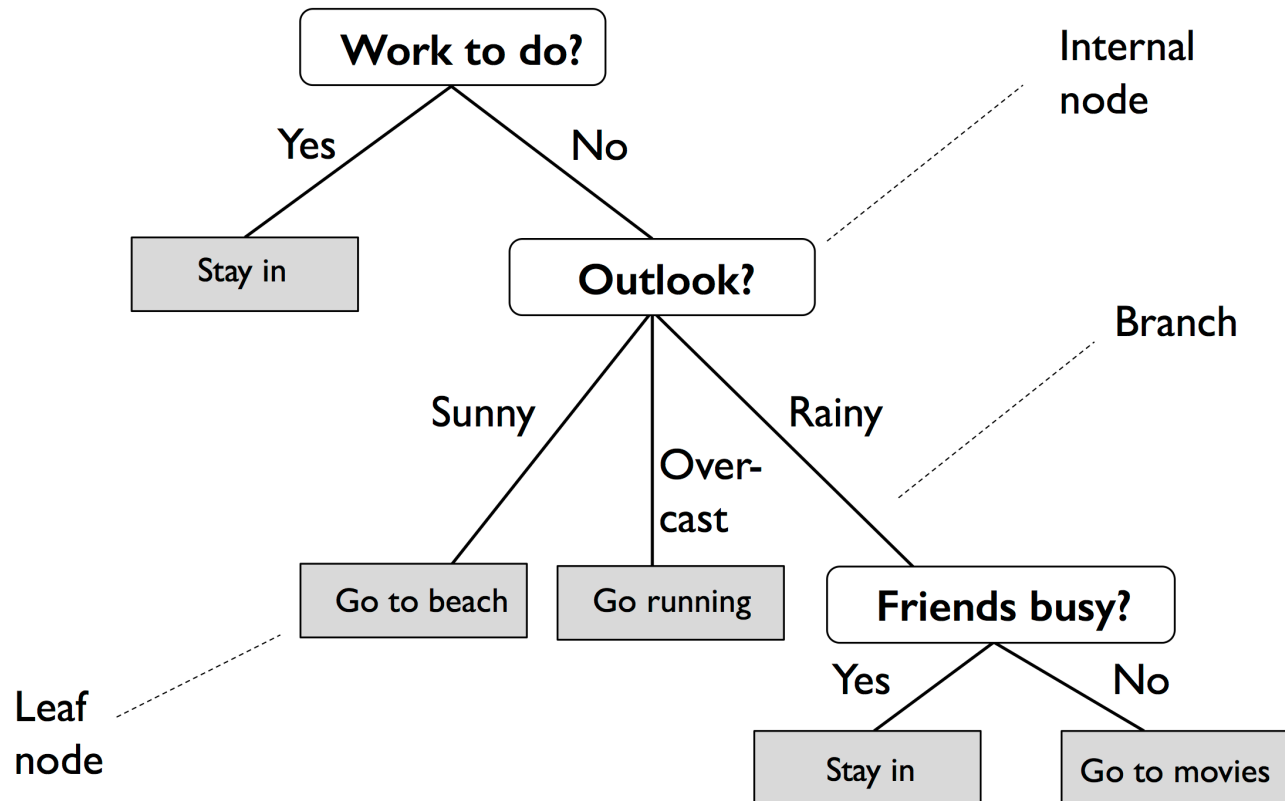 Work to do?
Internal
node
Yes
No
Stay in
Outlook?
Branch
Sunny
Rainy
Over-
cast
Go to beach
Go running
Friends busy?
Yes
No
Leaf
node
Stay in
Go to movies